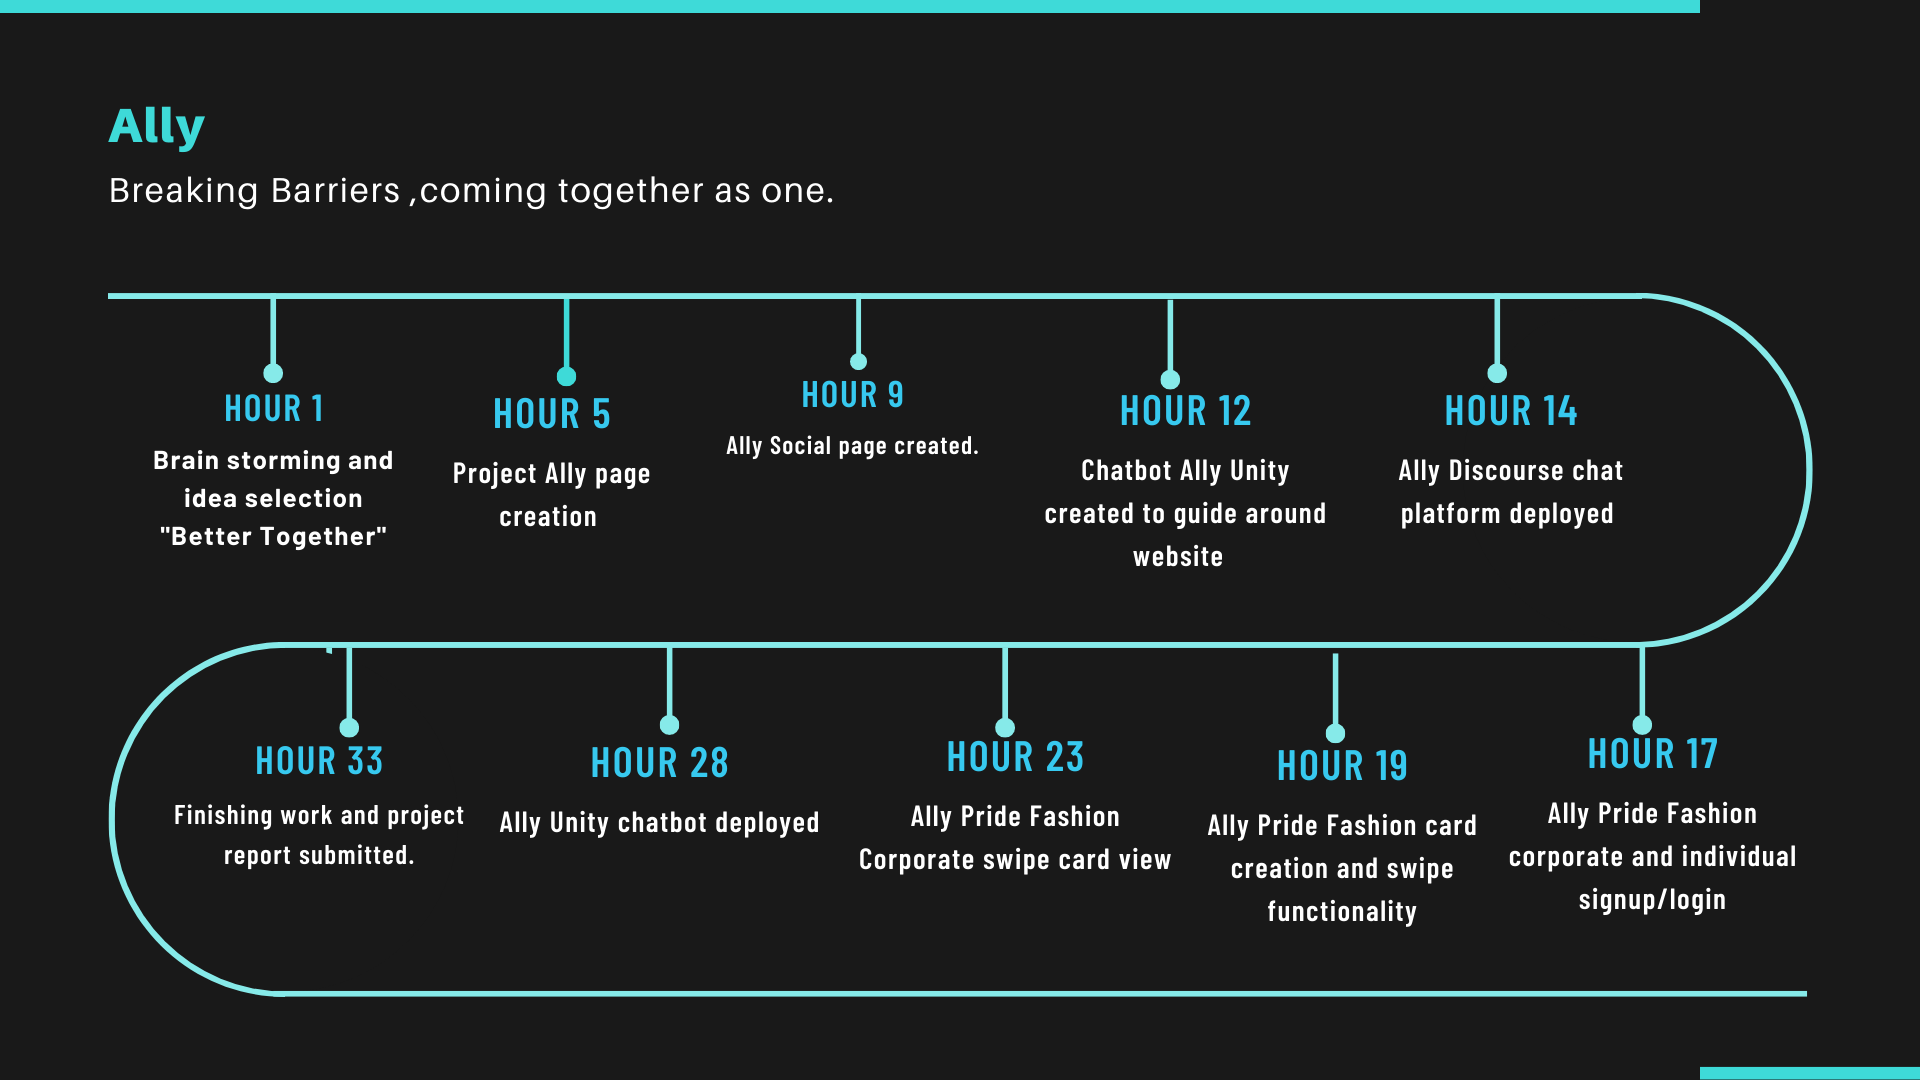 Ally
Breaking Barriers ,coming together as one.
HOUR 1
Brain storming and
idea selection
"Better Together"
HOUR 5
Project Ally page
creation
HOUR 9
Ally Social page created.
HOUR 12
Chatbot Ally Unity
created to guide around
website
HOUR 14
Ally Discourse chat
platform deployed
HOUR 33
Finishing work and project
report submitted.
HOUR 28
Ally Unity chatbot deployed
HOUR 23
Ally Pride Fashion
Corporate swipe card view
HOUR 19
Ally Pride Fashion card
creation and swipe
functionality
HOUR 17
Ally Pride Fashion
corporate and individual
signup/login